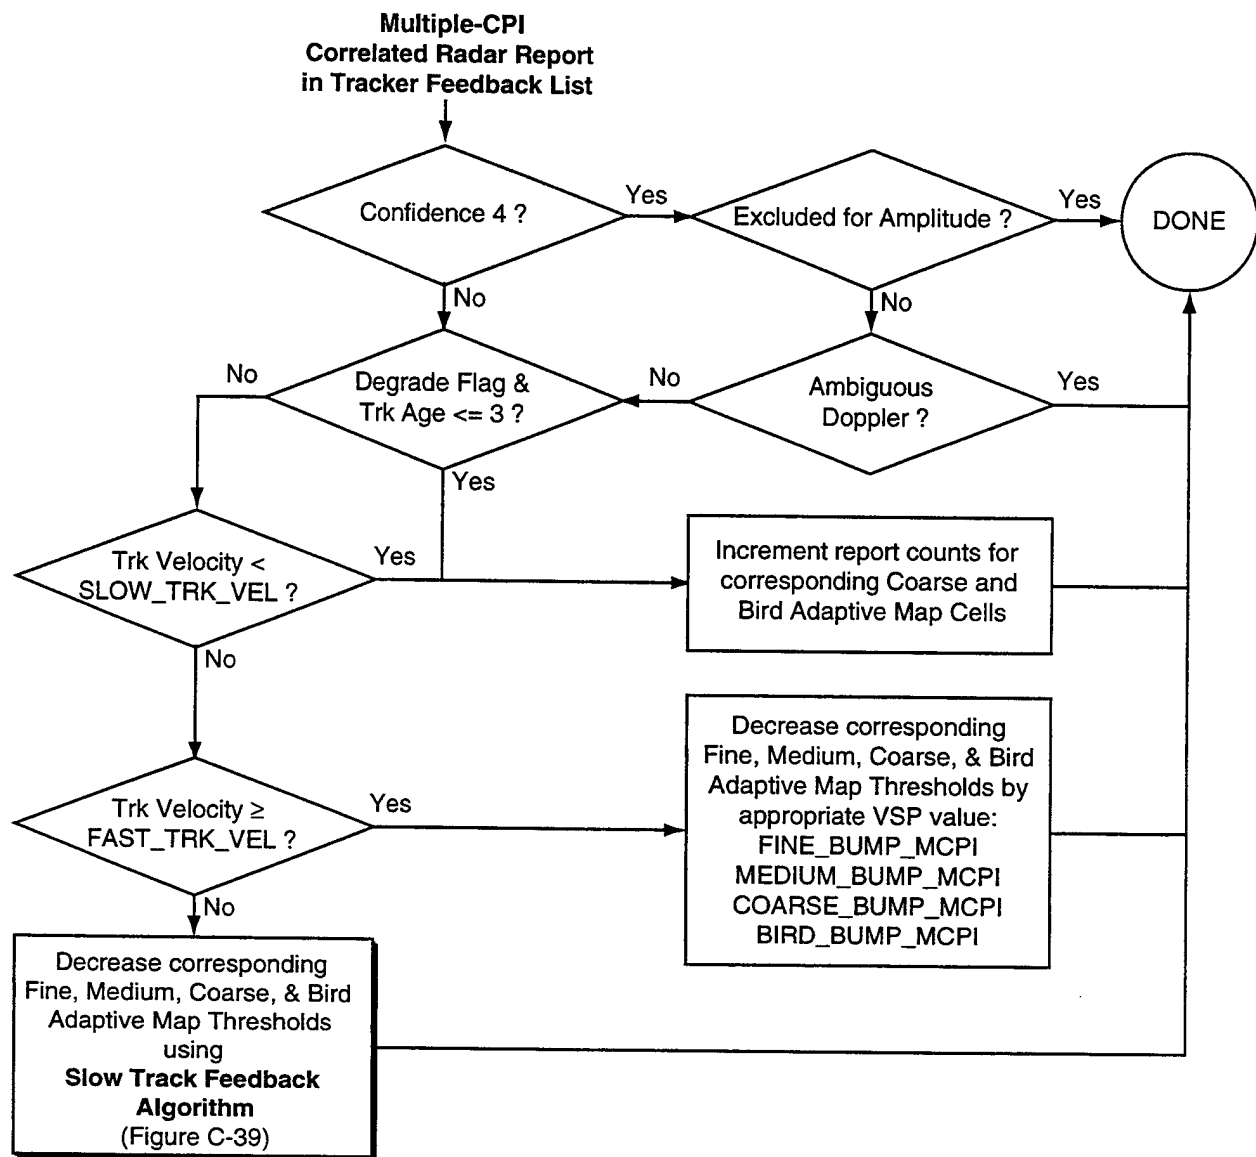 Multiple-CPI
Correlated Radar Report
in Tracker Feedback List
Confidence 4 ?
Yes
Excluded for Amplitude ?
Yes
DONE
No
No
No
Degrade Flag &
Trk Age <= 3 ?
No
Ambiguous
Doppler ?
Yes
Yes
Trk Velocity <
SLOW_TRK_VEL ?
Yes
Increment report counts for
corresponding Coarse and
Bird Adaptive Map Cells
No
Trk Velocity ≥
FAST_TRK_VEL ?
Yes
Decrease corresponding
Fine, Medium, Coarse, & Bird
Adaptive Map Thresholds by
appropriate VSP value:
FINE_BUMP_MCPI
MEDIUM_BUMP_MCPI
COARSE_BUMP_MCPI
BIRD_BUMP_MCPI
No
Decrease corresponding
Fine, Medium, Coarse, & Bird
Adaptive Map Thresholds
using
Slow Track Feedback
Algorithm
(Figure C-39)